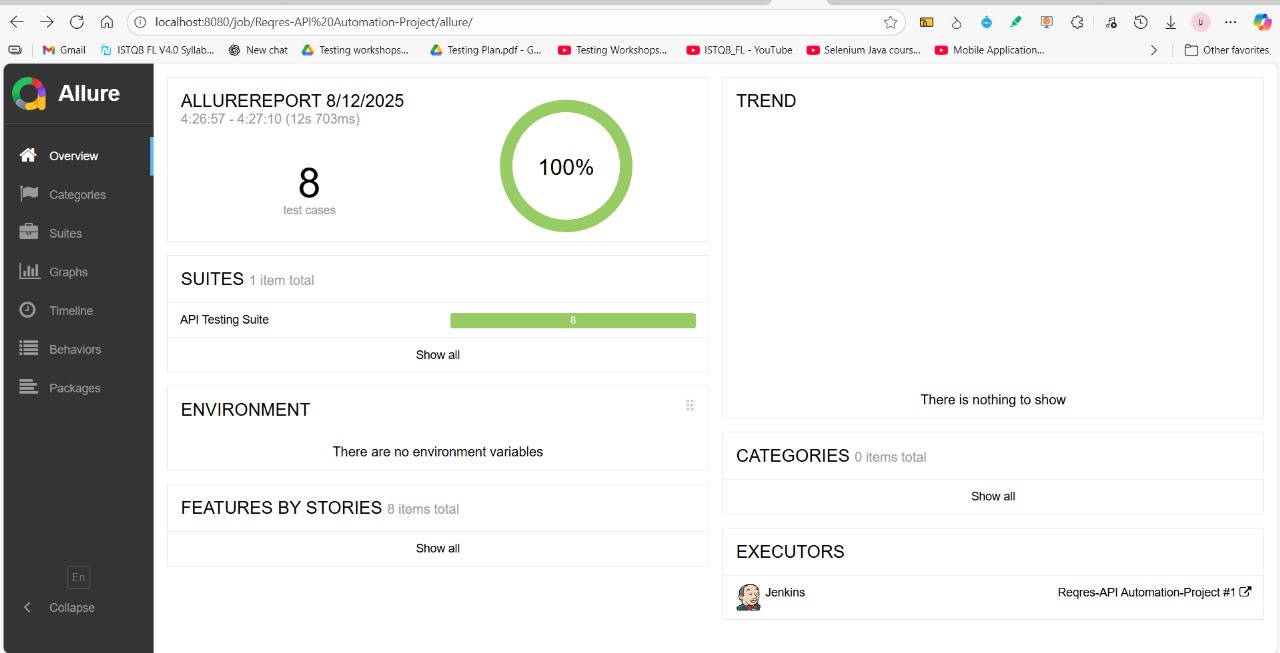 localhost:8080/job/Reqres-API%20Automation-Project/allure/
Gmail
ISTQB FL V4.0 Syllab...
New chat
Testing workshops...
Testing Plan.pdf - G...
Testing Workshops...
ISTQB_FL - YouTube
Selenium Java cours...
Mobile Application...
Other favorites
Allure
Overview
Categories
Suites
Graphs
Timeline
Behaviors
Packages
En
Collapse
ALLUREREPORT 8/12/2025
4:26:57 - 4:27:10 (12s 703ms)
8
test cases
100%
SUITES 1 item total
API Testing Suite
8
Show all
ENVIRONMENT
There are no environment variables
FEATURES BY STORIES 8 items total
Show all
TREND
There is nothing to show
CATEGORIES 0 items total
Show all
EXECUTORS
Jenkins
Reqres-API Automation-Project #1